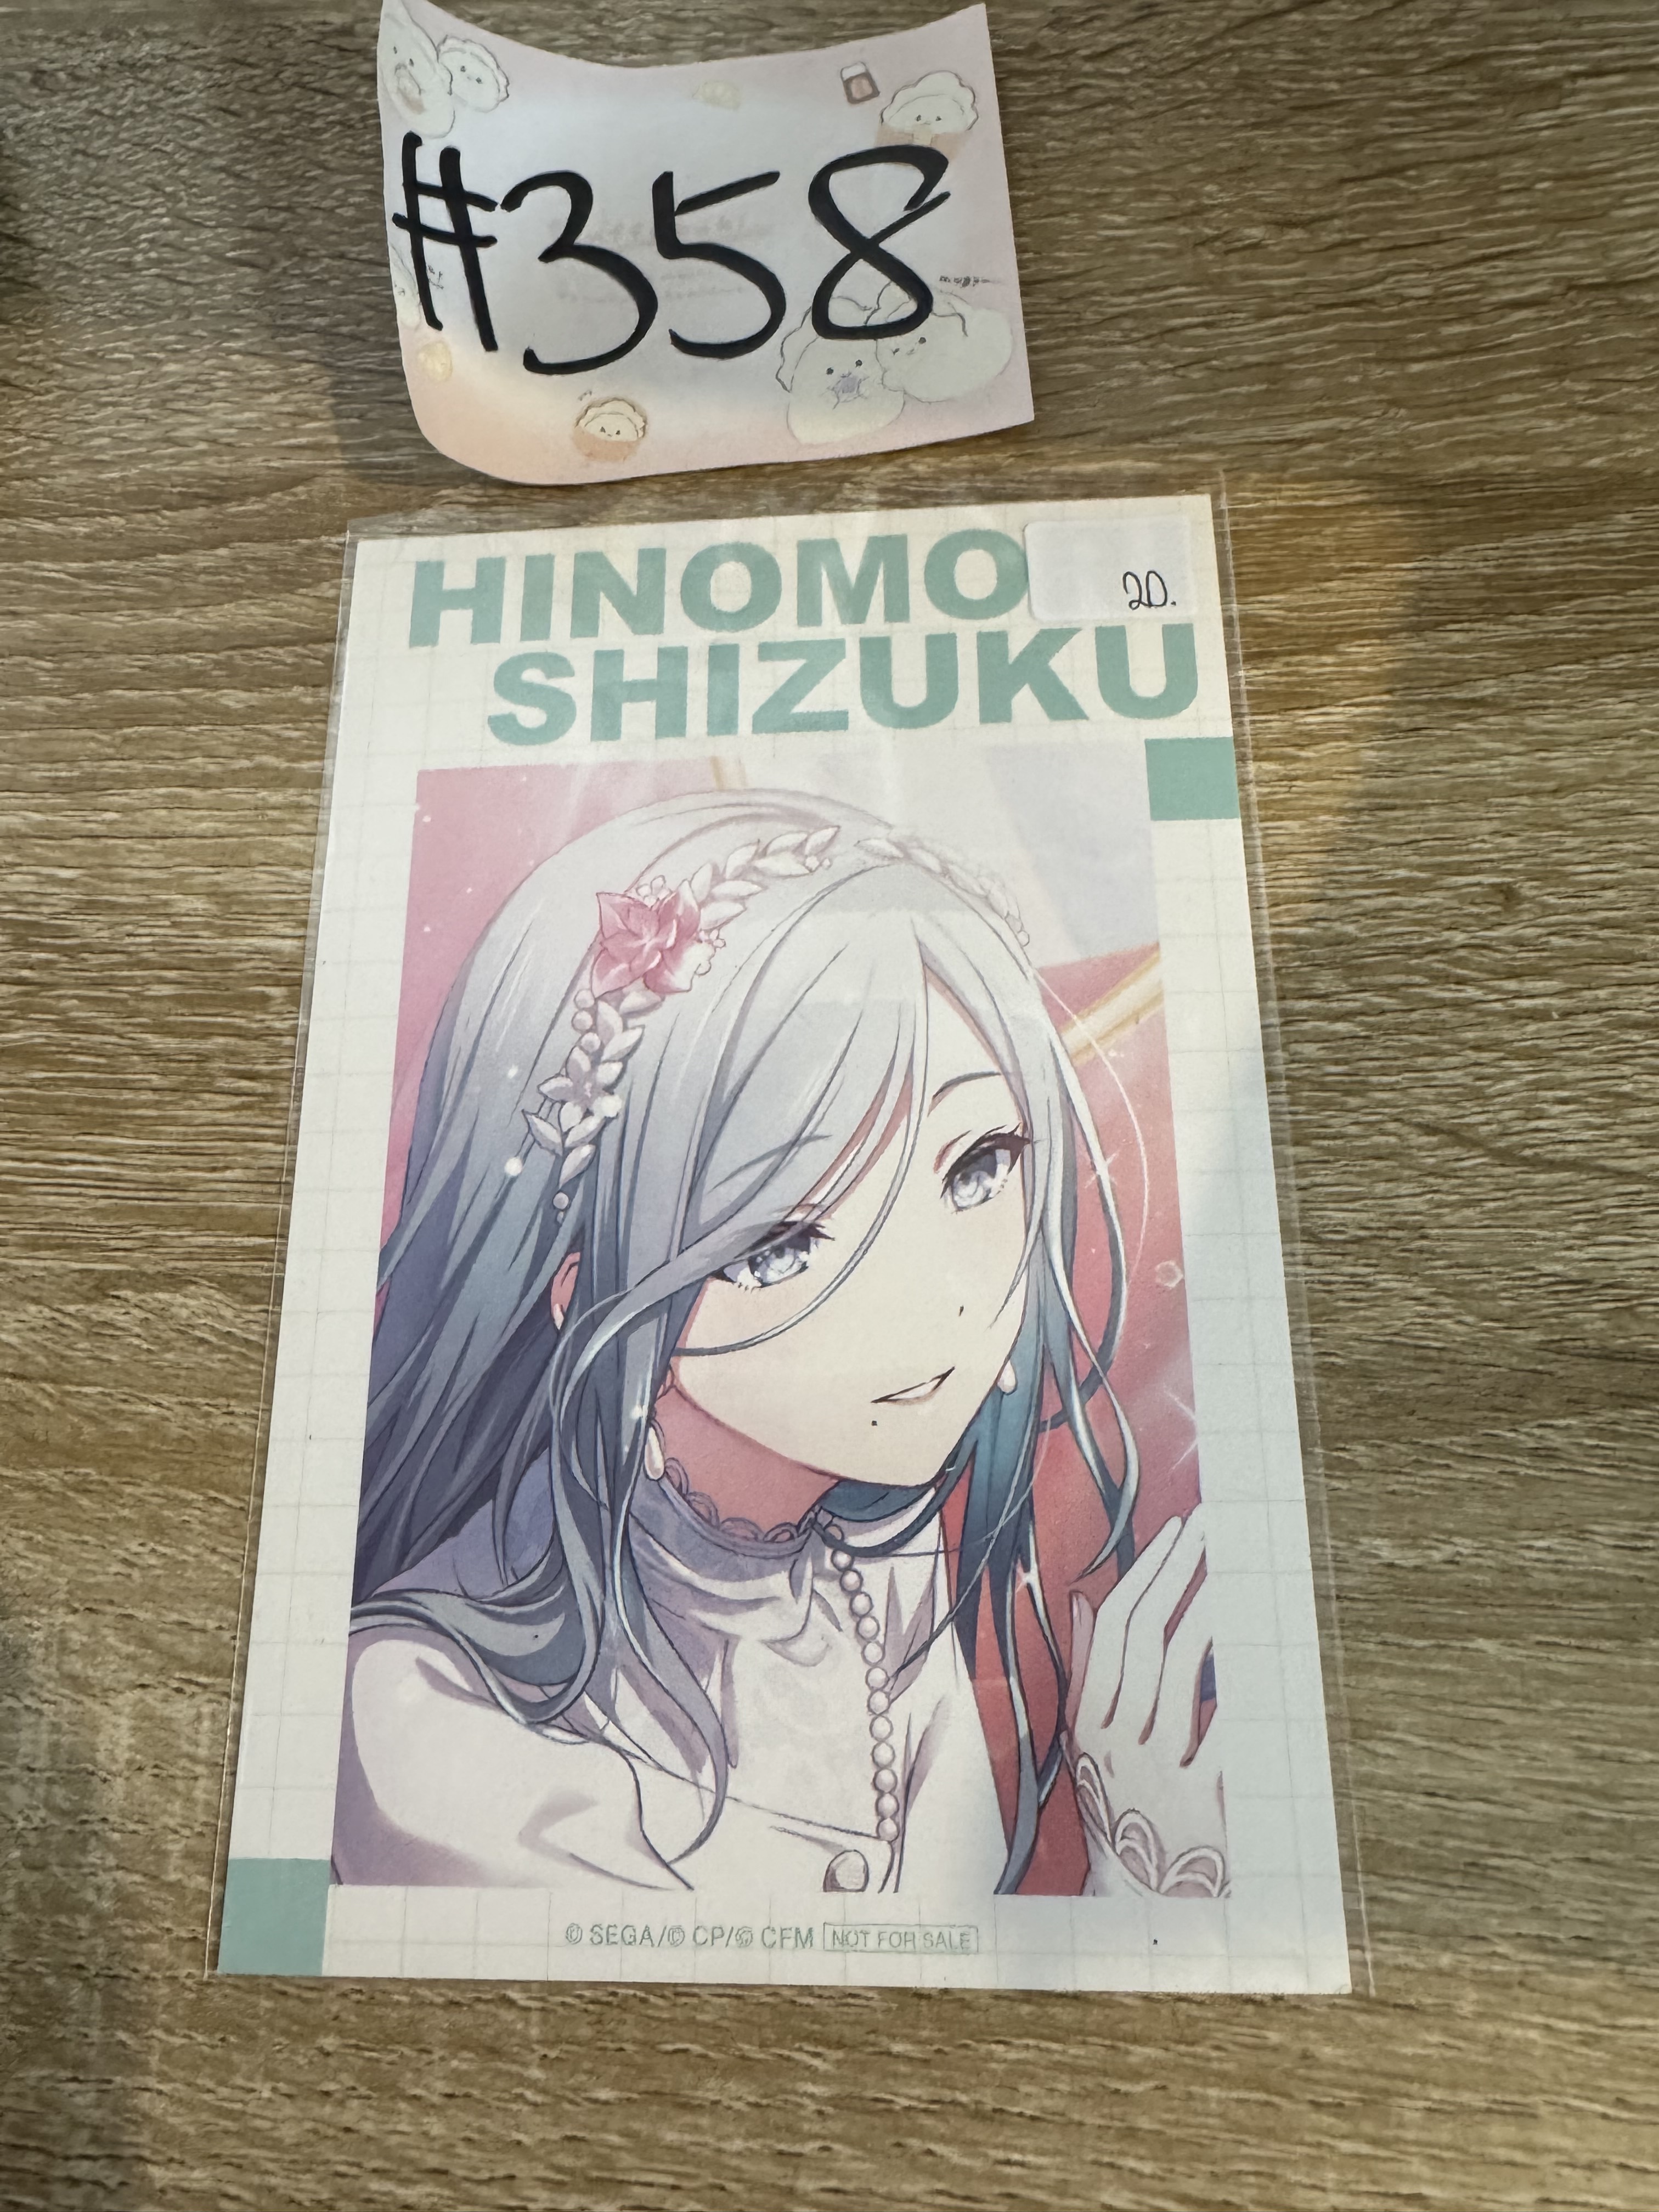 #358
HINOMO
20.
SHIZUKU
© SEGA/© CP/© CFM NOT FOR SALE